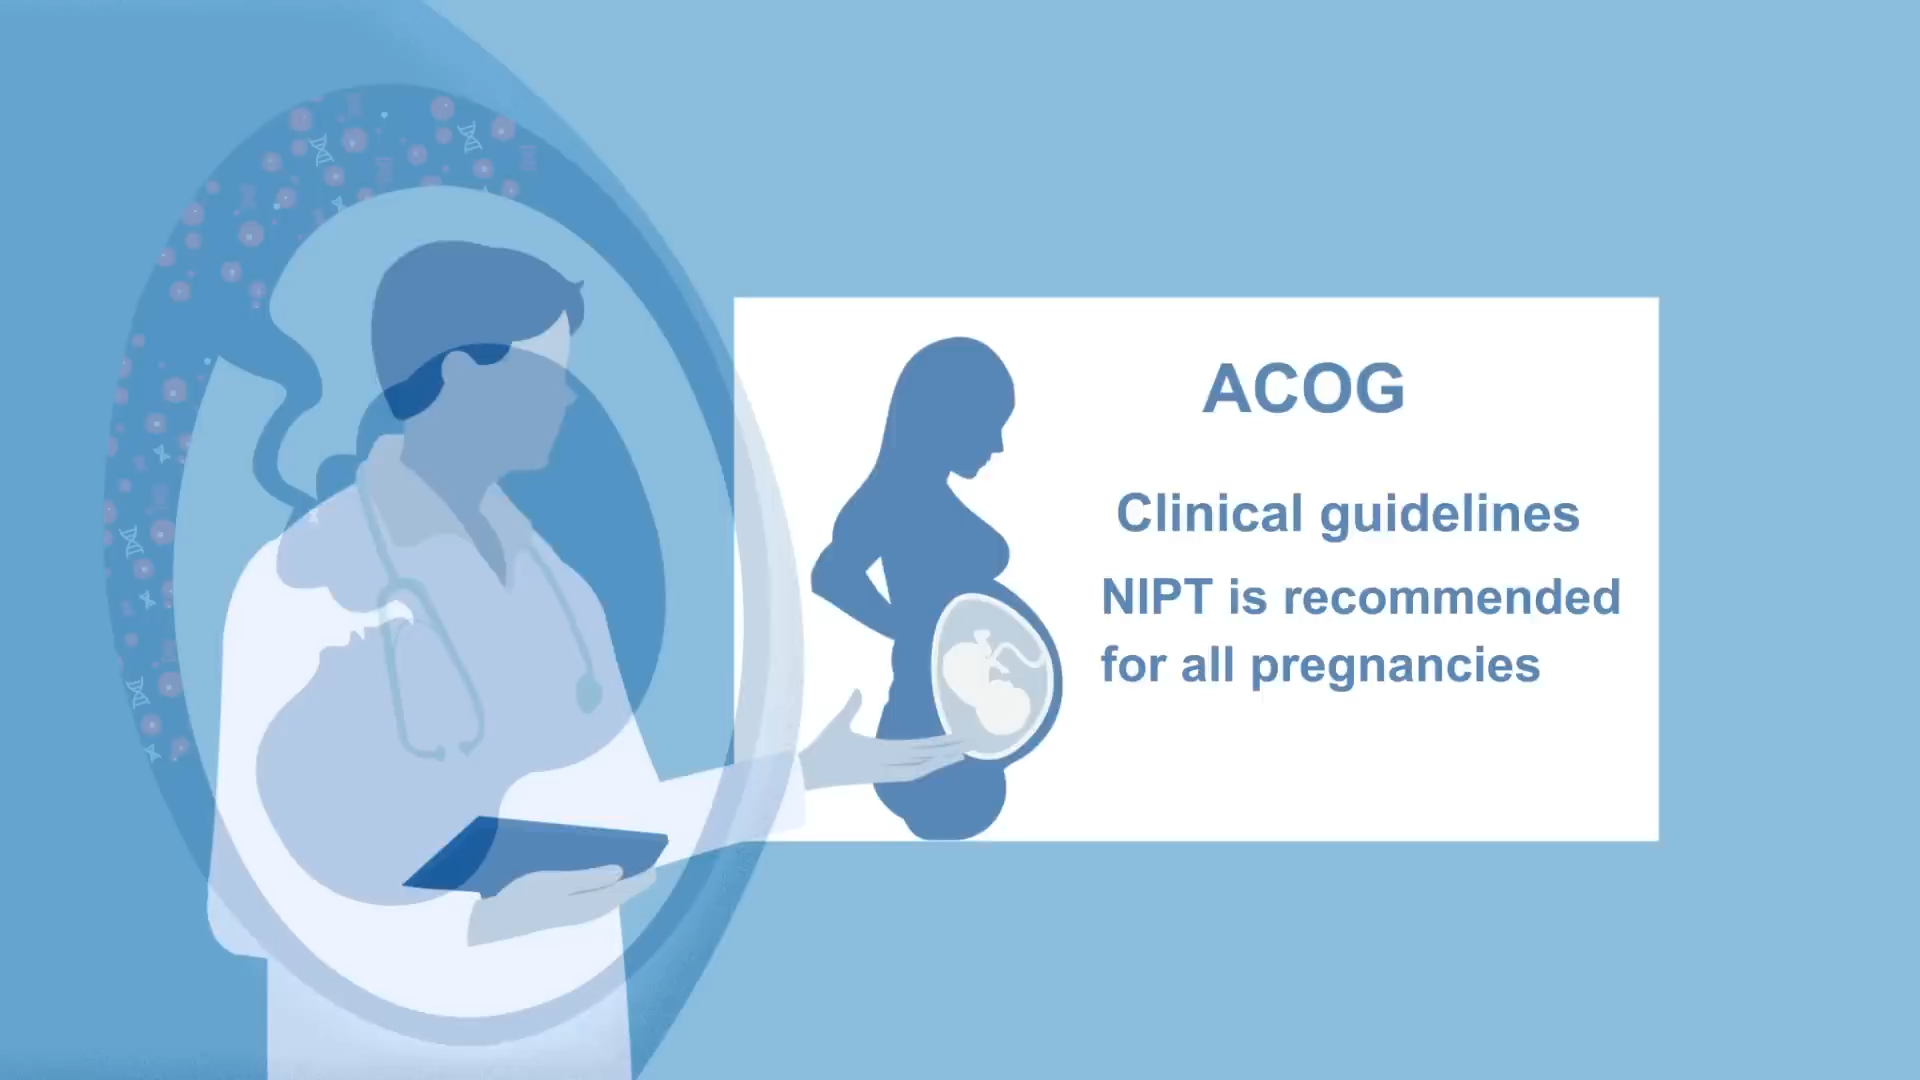 ACOG
Clinical guidelines
NIPT is recommended
for all pregnancies